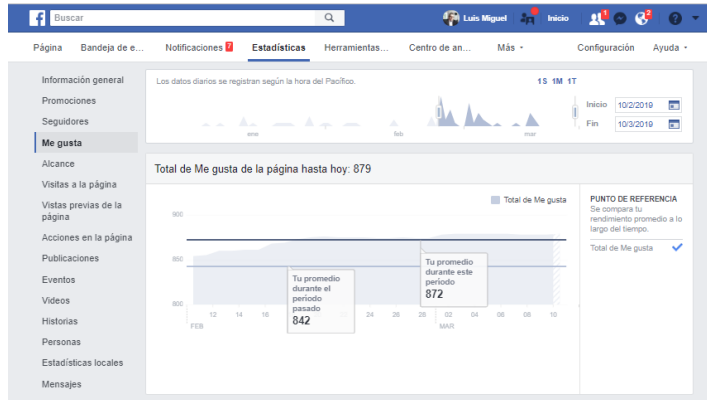 Buscar
Luis Miguel
Inicio
1
2
Página
Bandeja de e...
Notificaciones 7
Estadísticas
Herramientas...
Centro de an...
Más
Configuración
Ayuda
Información general
Promociones
Seguidores
Me gusta
Alcance
Visitas a la página
Vistas previas de la
página
Acciones en la página
Publicaciones
Eventos
Videos
Historias
Personas
Estadísticas locales
Mensajes
Los datos diarios se registran según la hora del Pacífico.
1S 1M 1T
ene
feb
mar
Inicio 10/2/2019
Fin 10/3/2019
Total de Me gusta de la página hasta hoy: 879
Total de Me gusta
900
850
800
Tu promedio
durante este
periodo
872
Tu promedio
durante el
periodo
pasado
842
12 14 16 24 26 28 02 04 06 08 10
FEB
MAR
PUNTO DE REFERENCIA
Se compara tu
rendimiento promedio a lo
largo del tiempo.
Total de Me gusta